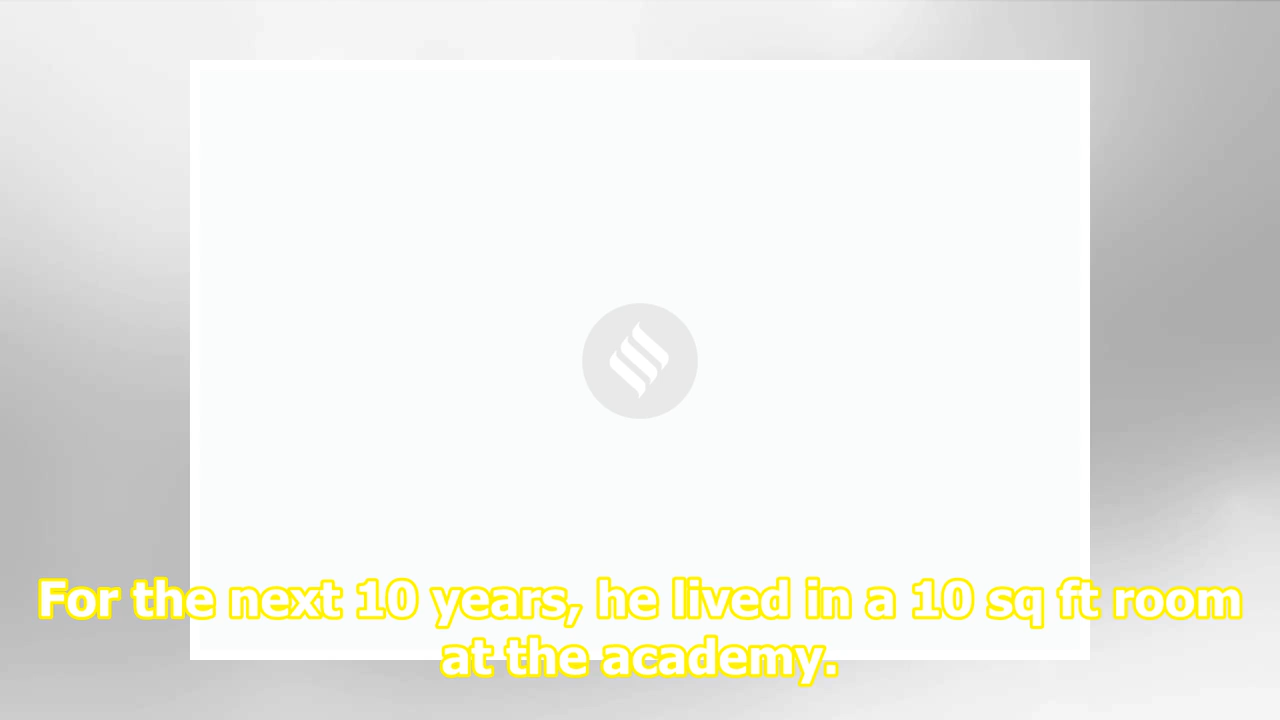 For the next 10 years, he lived in a 10 sq ft room
at the academy.